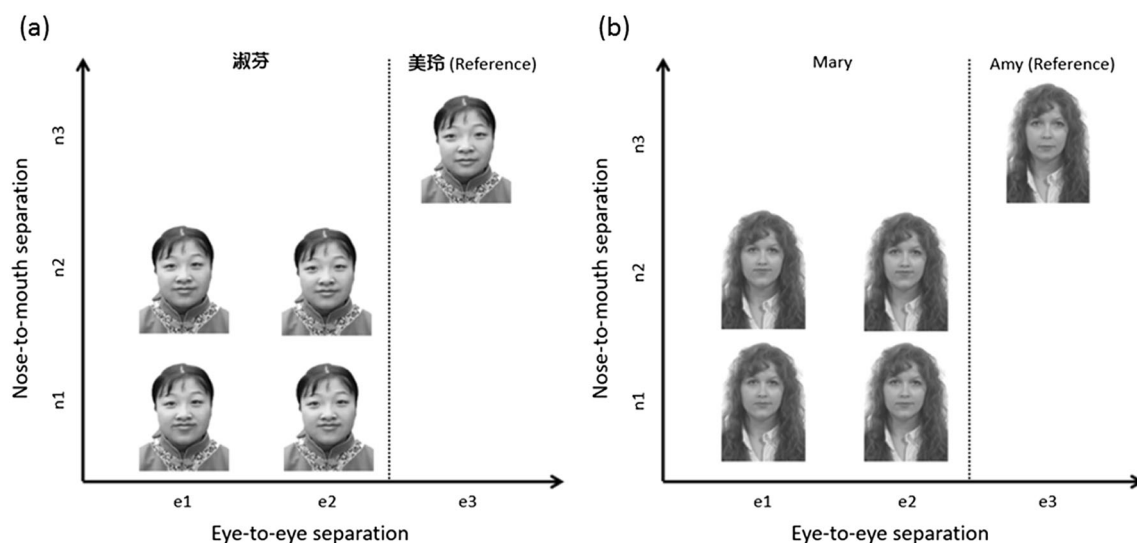 (a)
淑芬
美玲 (Reference)
Nose-to-mouth separation
n3
n2
n1
e1
e2
e3
Eye-to-eye separation
(b)
Mary
Amy (Reference)
Nose-to-mouth separation
n3
n2
n1
e1
e2
e3
Eye-to-eye separation